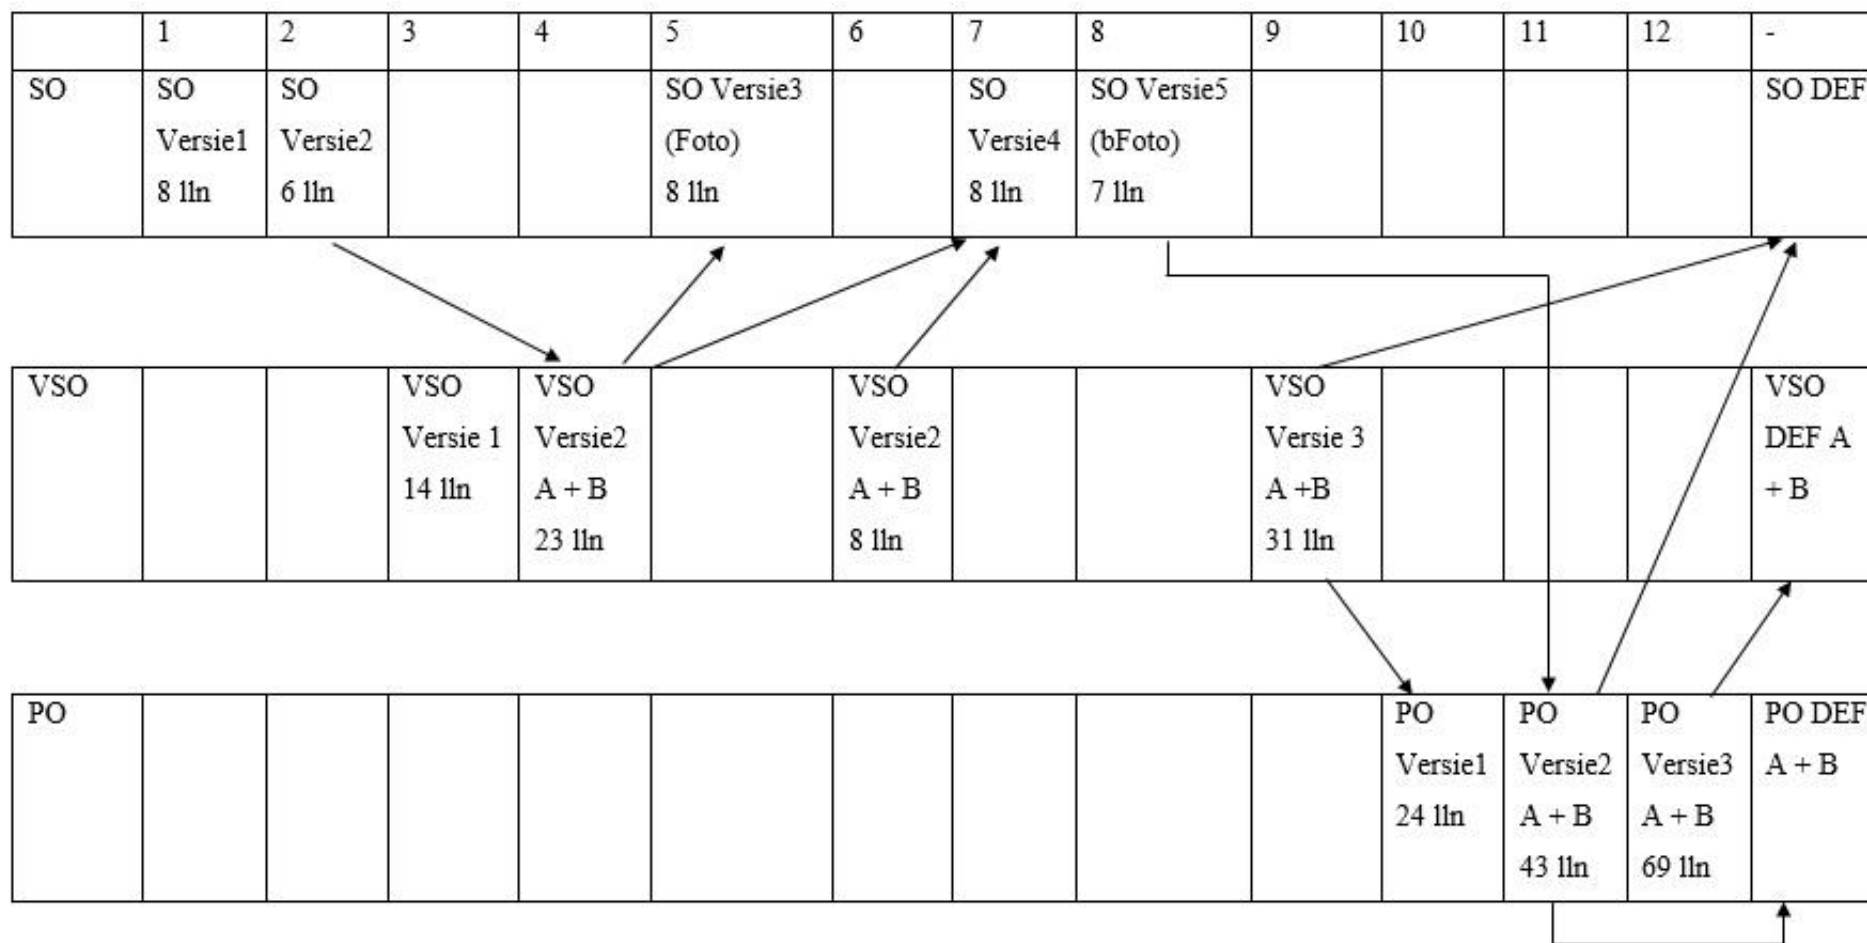 1 2 3 4 5 6 7 8 9 10 11 12 -
SO SO SO SO Versie3 SO SO Versie5 SO DEF
Versie1 Versie2 (Foto) Versie4 (bFoto)
8 lln 6 lln 8 lln 8 lln 7 lln
VSO VSO VSO VSO VSO VSO
Versie 1 Versie2 Versie2 Versie 3 DEF A
14 lln A + B A + B A +B + B
23 lln 8 lln 31 lln
PO PO PO PO PO DEF
Versie1 Versie2 Versie3 A + B
24 lln A + B A + B
43 lln 69 lln